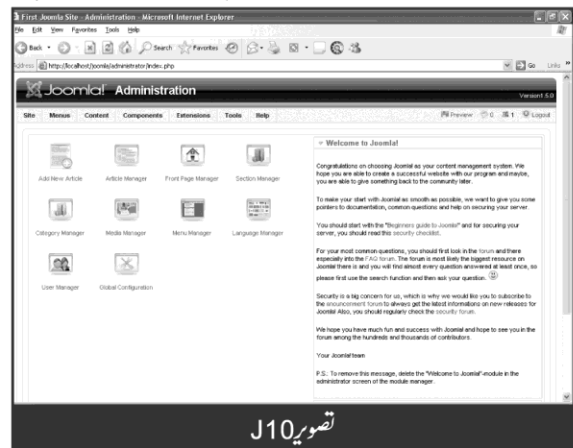 First Joomla Site - Administration - Microsoft Internet Explorer
File Edit View Favorites Tools Help
Back Search Favorites
Address http://localhost/joomla/administrator/index.php Go Links »
Joomla! Administration
Version 1.5.0
Site Menus Content Components Extensions Tools Help Preview 0 1 Logout
Welcome to Joomla!
Congratulations on choosing Joomla! as your content management system. We
hope you are able to create a successful website with our program and maybe,
you are able to give something back to the community later.
Add New Article Article Manager Front Page Manager Section Manager
To make your start with Joomla! as smooth as possible, we want to give you some
pointers to documentation, common questions and help on securing your server.
You should start with the "Beginners guide to Joomla!" and for securing your
server, you should read this security checklist.
Category Manager Media Manager Menu Manager Language Manager
For your most common questions, you should first look in the forum and there
especially into the FAQ forum. The forum is most likely the biggest resource on
Joomla! there is and you will find almost every question answered at least once, so
please first use the search function and then ask your question.
User Manager Global Configuration
Security is a big concern for us, which is why we would like you to subscribe to
the announcement forum to always get the latest informations on new releases for
Joomla! Also, you should regularly check the security forum.
We hope you have much fun and success with Joomla! and hope to see you in the
forum among the hundreds and thousands of contributors.
Your Joomla! team
P.S.: To remove this message, delete the "Welcome to Joomla!"-module in the
administrator screen of the module manager.
تصویر J10